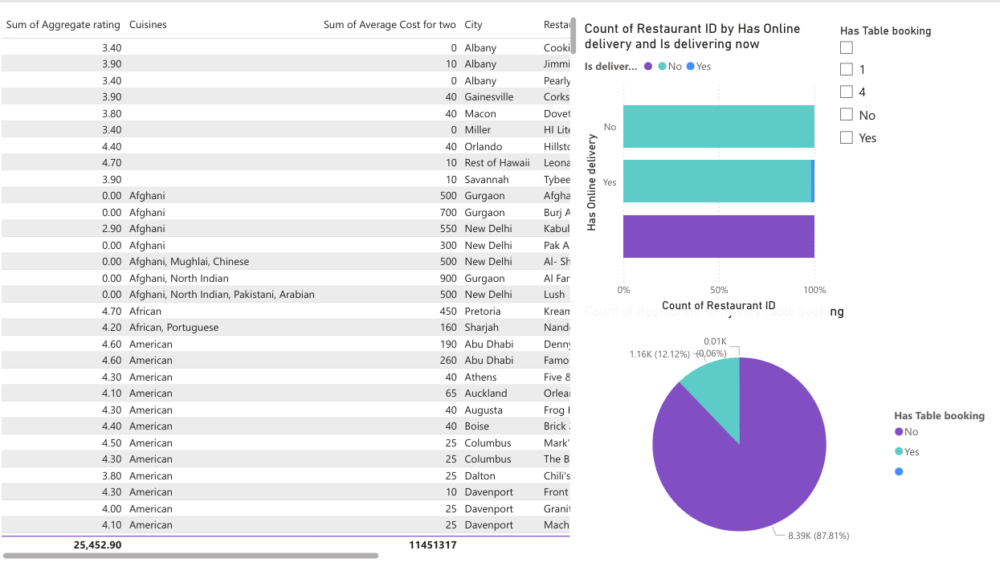 Sum of Aggregate rating Cuisines Sum of Average Cost for two City Restau
3.40 0 Albany Cooki
3.90 10 Albany Jimmi
3.40 0 Albany Pearly
3.90 40 Gainesville Corks
3.80 40 Macon Dovet
3.40 0 Miller HI Lite
4.40 40 Orlando Hillsto
4.70 10 Rest of Hawaii Leona
3.90 10 Savannah Tybee
0.00 Afghani 500 Gurgaon Afgha
0.00 Afghani 700 Gurgaon Burj A
2.90 Afghani 550 New Delhi Kabul
0.00 Afghani 300 New Delhi Pak A
0.00 Afghani, Mughlai, Chinese 500 New Delhi Al- Sh
0.00 Afghani, North Indian 900 Gurgaon Al Far
0.00 Afghani, North Indian, Pakistani, Arabian 500 New Delhi Lush
4.70 African 450 Pretoria Kream
4.20 African, Portuguese 160 Sharjah Nando
4.60 American 190 Abu Dhabi Denny
4.60 American 260 Abu Dhabi Famo
4.30 American 40 Athens Five &
4.10 American 65 Auckland Orlean
4.30 American 40 Augusta Frog H
4.40 American 40 Boise Brick
4.50 American 25 Columbus Mark'
4.30 American 25 Columbus The B
3.80 American 25 Dalton Chili's
4.30 American 10 Davenport Front
4.00 American 25 Davenport Granit
4.10 American 25 Davenport Mach
25,452.90 11451317
Count of Restaurant ID by Has Online
delivery and Is delivering now
Is deliver... No Yes
Has Online delivery
No
Yes
0% 50% 100%
Count of Restaurant ID
Has Table booking
1
4
No
Yes
Count of Restaurant ID by Has Table booking
0.01K
(0.06%)
1.16K (12.12%)
8.39K (87.81%)
Has Table booking
No
Yes